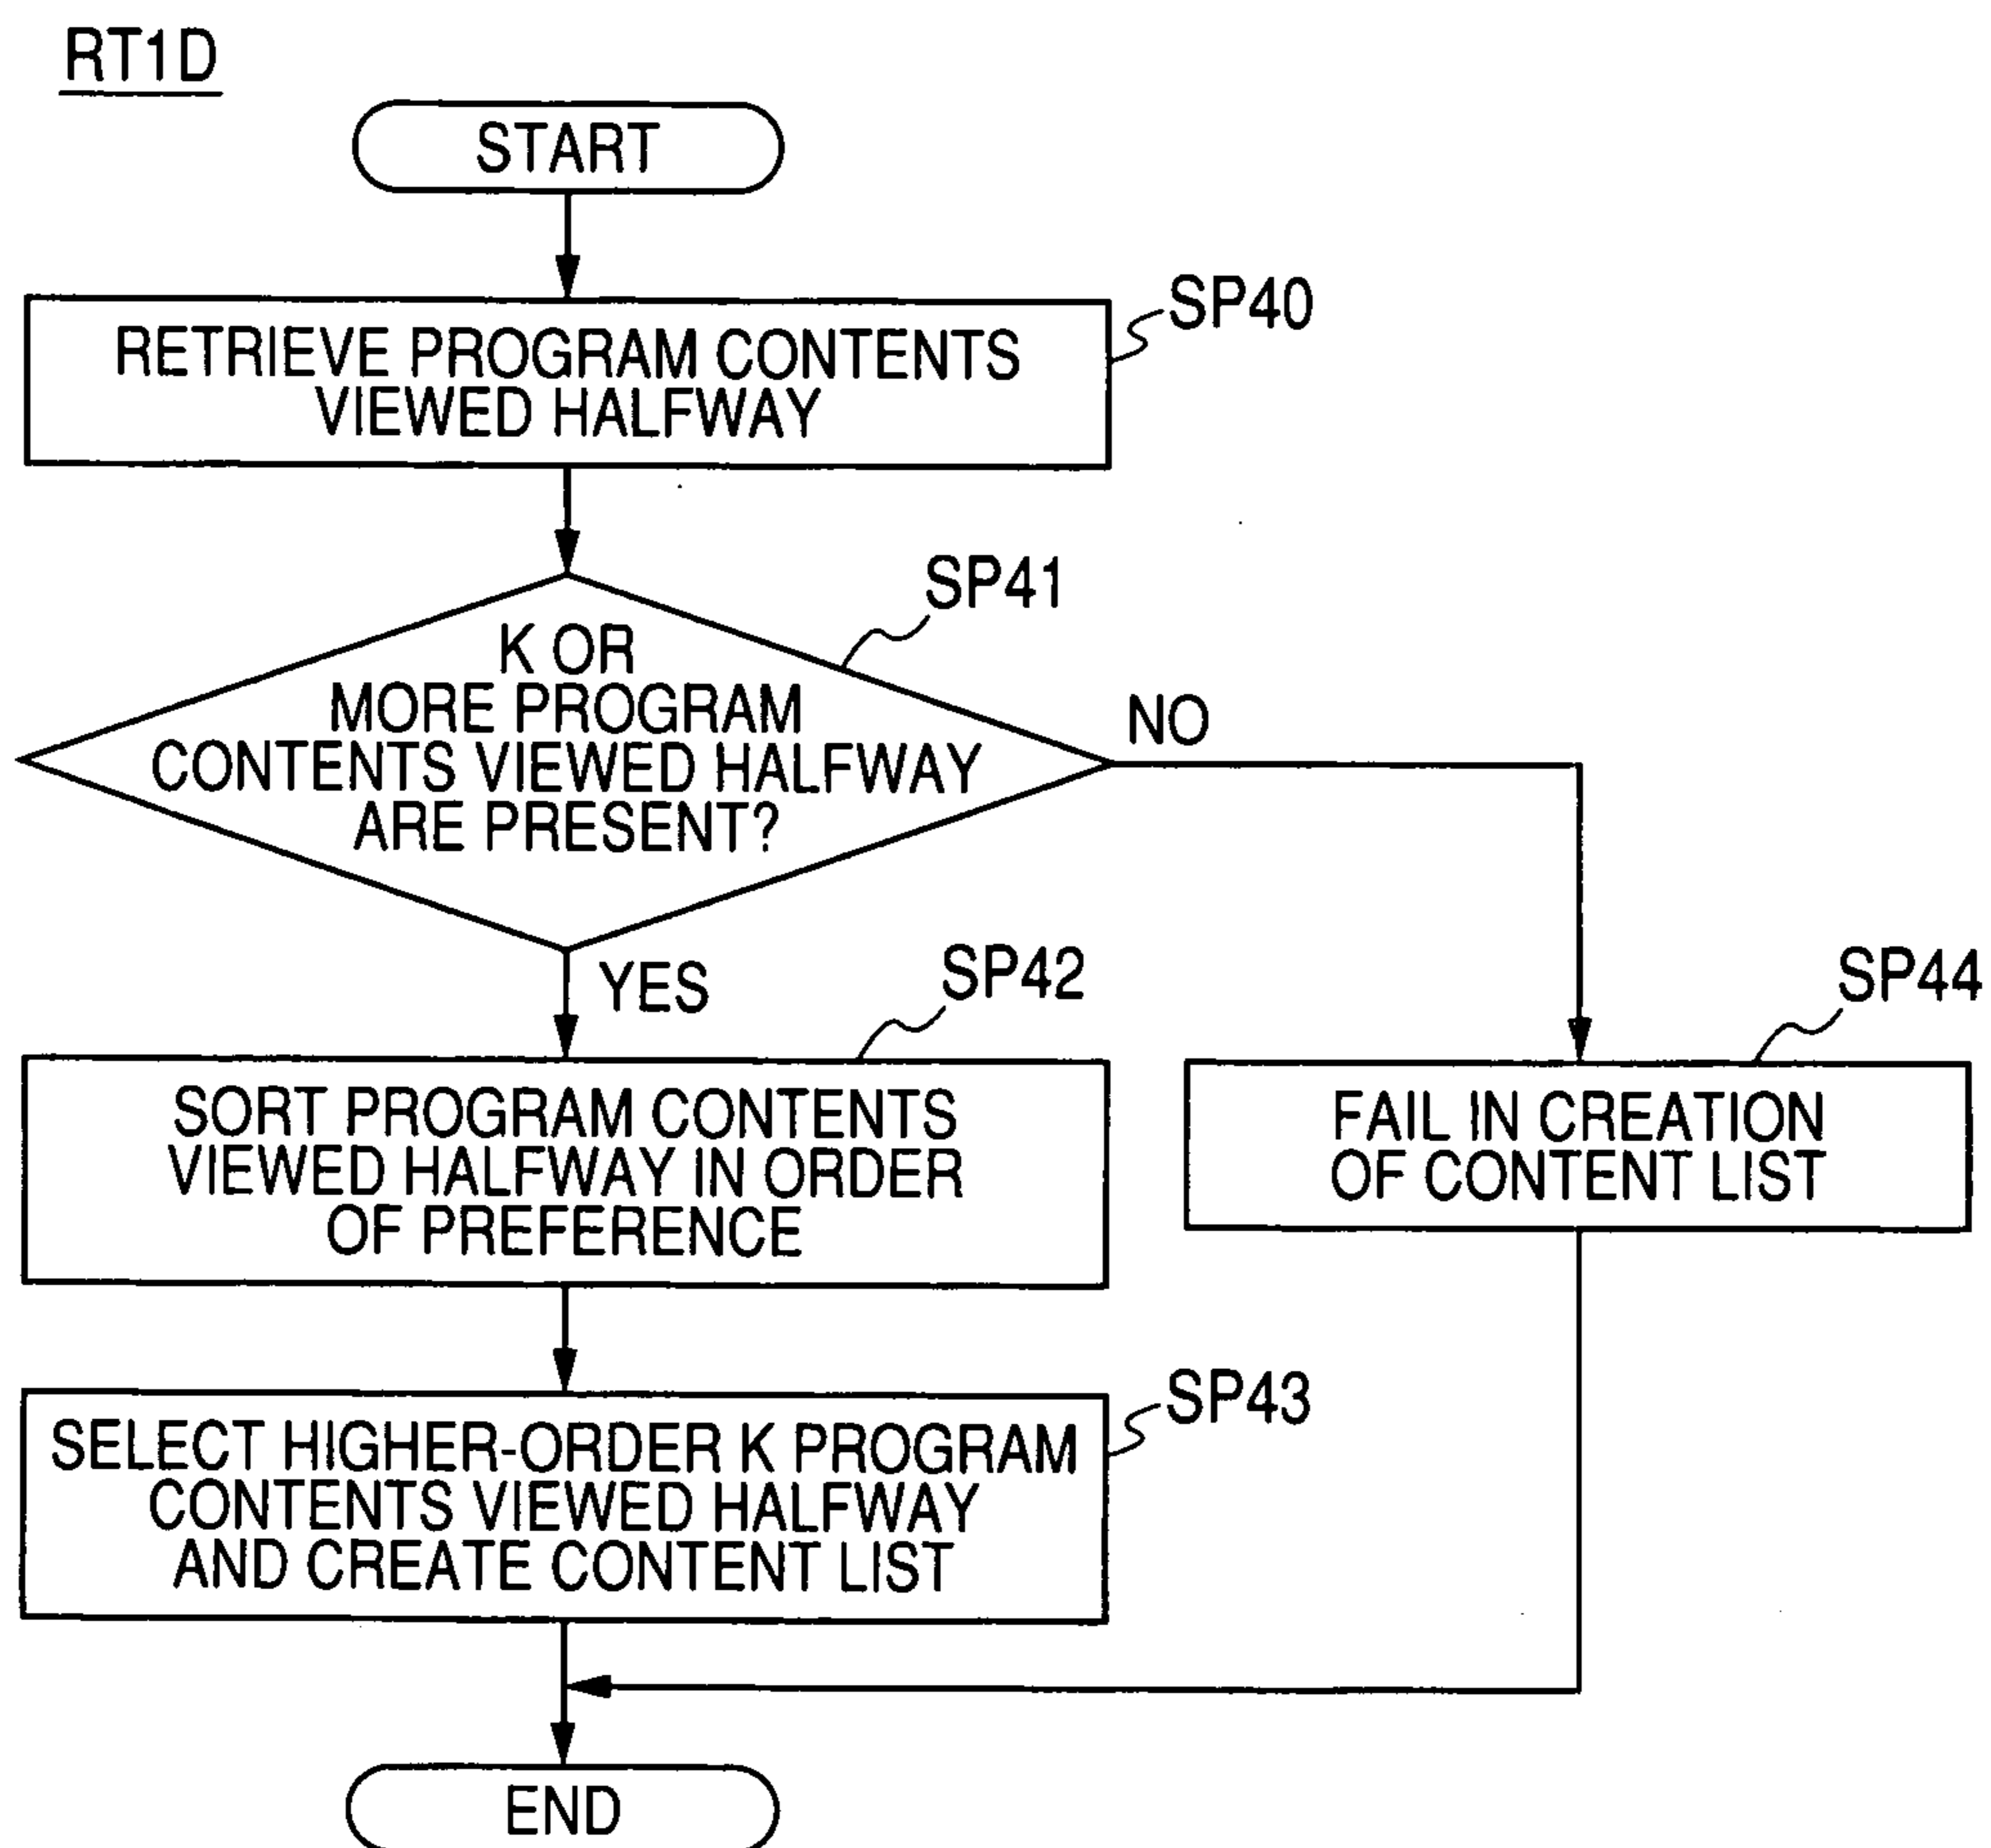 RT1D
START
SP40
RETRIEVE PROGRAM CONTENTS
VIEWED HALFWAY
SP41
K OR
MORE PROGRAM
CONTENTS VIEWED HALFWAY
ARE PRESENT?
NO
YES
SP42
SORT PROGRAM CONTENTS
VIEWED HALFWAY IN ORDER
OF PREFERENCE
SP44
FAIL IN CREATION
OF CONTENT LIST
SP43
SELECT HIGHER-ORDER K PROGRAM
CONTENTS VIEWED HALFWAY
AND CREATE CONTENT LIST
END